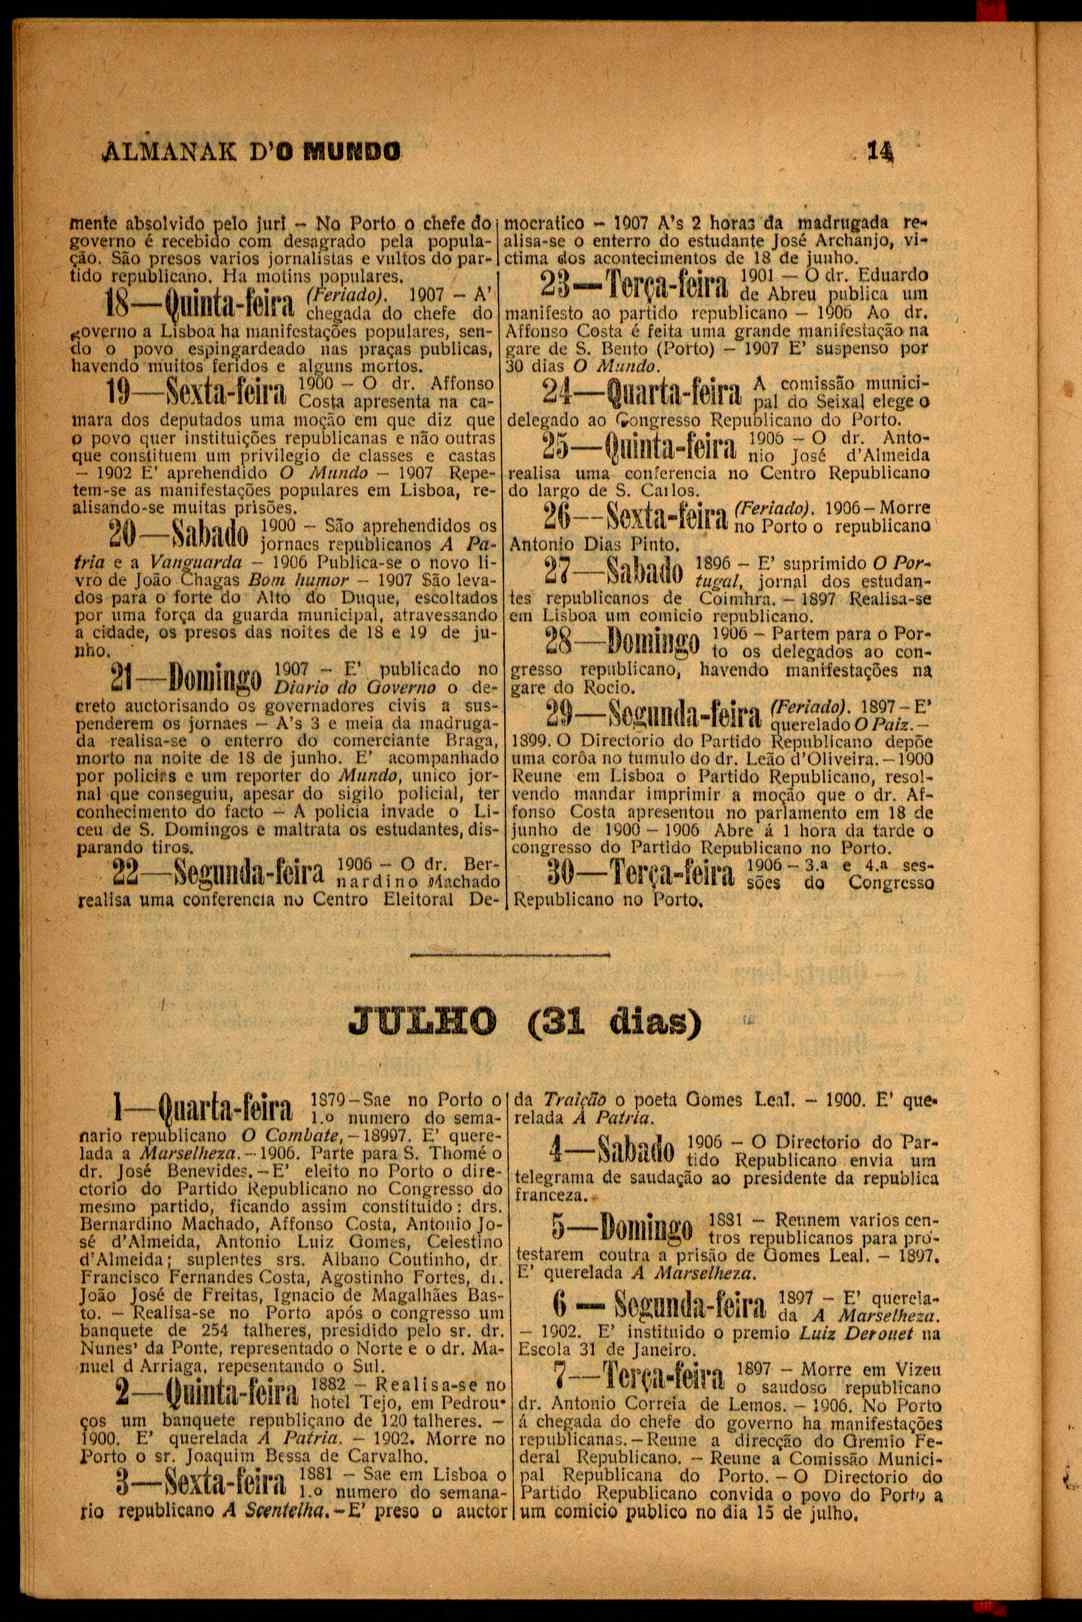 ALMANAK D'O MUNDO 14
mente absolvido pelo juri — No Porto o chefe do
governo é recebido com desagrado pela popula-
ção. São presos varios jornalistas e vultos do par-
tido republicano. Ha motins populares.
18—Quinta-feira (Feriado). 1907 — A'
chegada do chefe do
governo a Lisboa ha manifestações populares, sen-
do o povo espingardeado nas praças publicas,
havendo muitos feridos e alguns mortos.
19—Sexta-feira 1900 — O dr. Affonso
Costa apresenta na ca-
mara dos deputados uma moção em que diz que
o povo quer instituições republicanas e não outras
que constituem um privilegio de classes e castas
— 1902 E' aprehendido O Mundo — 1907 Repe-
tem-se as manifestações populares em Lisboa, re-
alisando-se muitas prisões.
20—Sabado 1900 — São aprehendidos os
jornaes republicanos A Pa-
tria e a Vanguarda — 1906 Publica-se o novo li-
vro de João Chagas Bom humor — 1907 São leva-
dos para o forte do Alto do Duque, escoltados
por uma força da guarda municipal, atravessando
a cidade, os presos das noites de 18 e 19 de ju-
nho.
21—Domingo 1907 — E' publicado no
Diario do Governo o de-
creto auctorisando os governadores civis a sus-
penderem os jornaes — A's 3 e meia da madruga-
da realisa-se o enterro do comerciante Braga,
morto na noite de 18 de junho. E' acompanhado
por policirs e um reporter do Mundo, unico jor-
nal que conseguiu, apesar do sigilo policial, ter
conhecimento do facto — A policia invade o Li-
ceu de S. Domingos e maltrata os estudantes, dis-
parando tiros.
22—Segunda-feira 1906 — O dr. Ber-
nardino Machado
realisa uma conferencia no Centro Eleitoral De-
mocratico — 1907 A's 2 horas da madrugada re-
alisa-se o enterro do estudante José Archanjo, vi-
ctima dos acontecimentos de 18 de junho.
23—Terça-feira 1901 — O dr. Eduardo
de Abreu publica um
manifesto ao partido republicano — 1906 Ao dr.
Affonso Costa é feita uma grande manifestação na
gare de S. Bento (Porto) — 1907 E' suspenso por
30 dias O Mundo.
24—Quarta-feira A comissão munici-
pal do Seixal elege o
delegado ao Congresso Republicano do Porto.
25—Quinta-feira 1906 — O dr. Anto-
nio José d'Almeida
realisa uma conferencia no Centro Republicano
do largo de S. Carlos.
26—Sexta-feira (Feriado). 1906—Morre
no Porto o republicano
Antonio Dias Pinto.
27—Sabado 1896 — E' suprimido O Por-
tugal, jornal dos estudan-
tes republicanos de Coimhra. — 1897 Realisa-se
em Lisboa um comicio republicano.
28—Domingo 1906 — Partem para o Por-
to os delegados ao con-
gresso republicano, havendo manifestações na
gare do Rocio.
29—Segunda-feira (Feriado). 1897—E'
querelado O Paiz. —
1899. O Directorio do Partido Republicano depõe
uma corôa no tumulo do dr. Leão d'Oliveira.—1900
Reune em Lisboa o Partido Republicano, resol-
vendo mandar imprimir a moção que o dr. Af-
fonso Costa apresentou no parlamento em 18 de
junho de 1900 — 1906 Abre á 1 hora da tarde o
congresso do Partido Republicano no Porto.
30—Terça-feira 1906 — 3.ª e 4.ª ses-
sões do Congresso
Republicano no Porto.
JULHO (31 dias)
1—Quarta-feira 1879—Sae no Porto o
1.º numero do sema-
nario republicano O Combate,—18997. E' quere-
lada a Marselheza.—1906. Parte para S. Thomé o
dr. José Benevides.—E' eleito no Porto o dire-
ctorio do Partido Republicano no Congresso do
mesmo partido, ficando assim constituido: drs.
Bernardino Machado, Affonso Costa, Antonio Jo-
sé d'Almeida, Antonio Luiz Gomes, Celestino
d'Almeida; suplentes srs. Albano Coutinho, dr.
Francisco Fernandes Costa, Agostinho Fortes, dr.
João José de Freitas, Ignacio de Magalhães Bas-
to. — Realisa-se no Porto após o congresso um
banquete de 254 talheres, presidido pelo sr. dr.
Nunes' da Ponte, representado o Norte e o dr. Ma-
nuel d Arriaga, repesentando o Sul.
2—Quinta-feira 1882 — Realisa-se no
hotel Tejo, em Pedrou-
ços um banquete republicano de 120 talheres. —
1900. E' querelada A Patria. — 1902. Morre no
Porto o sr. Joaquim Bessa de Carvalho.
3—Sexta-feira 1881 — Sae em Lisboa o
1.º numero do semana-
rio republicano A Scentelha.—E' preso o auctor
da Traição o poeta Gomes Leal. — 1900. E' que-
relada A Patria.
4—Sabado 1906 — O Directorio do Par-
tido Republicano envia um
telegrama de saudação ao presidente da republica
franceza.
5—Domingo 1881 — Reunem varios cen-
tros republicanos para pro-
testarem contra a prisão de Gomes Leal. — 1897.
E' querelada A Marselheza.
6 — Segunda-feira 1897 — E' querela-
da A Marselheza.
— 1902. E' instituido o premio Luiz Derouet na
Escola 31 de Janeiro.
7—Terça-feira 1897 — Morre em Vizeu
o saudoso republicano
dr. Antonio Correia de Lemos. — 1906. No Porto
á chegada do chefe do governo ha manifestações
republicanas.—Reune a direcção do Gremio Fe-
deral Republicano. — Reune a Comissão Munici-
pal Republicana do Porto. — O Directorio do
Partido Republicano convida o povo do Porto a
um comicio publico no dia 15 de julho.